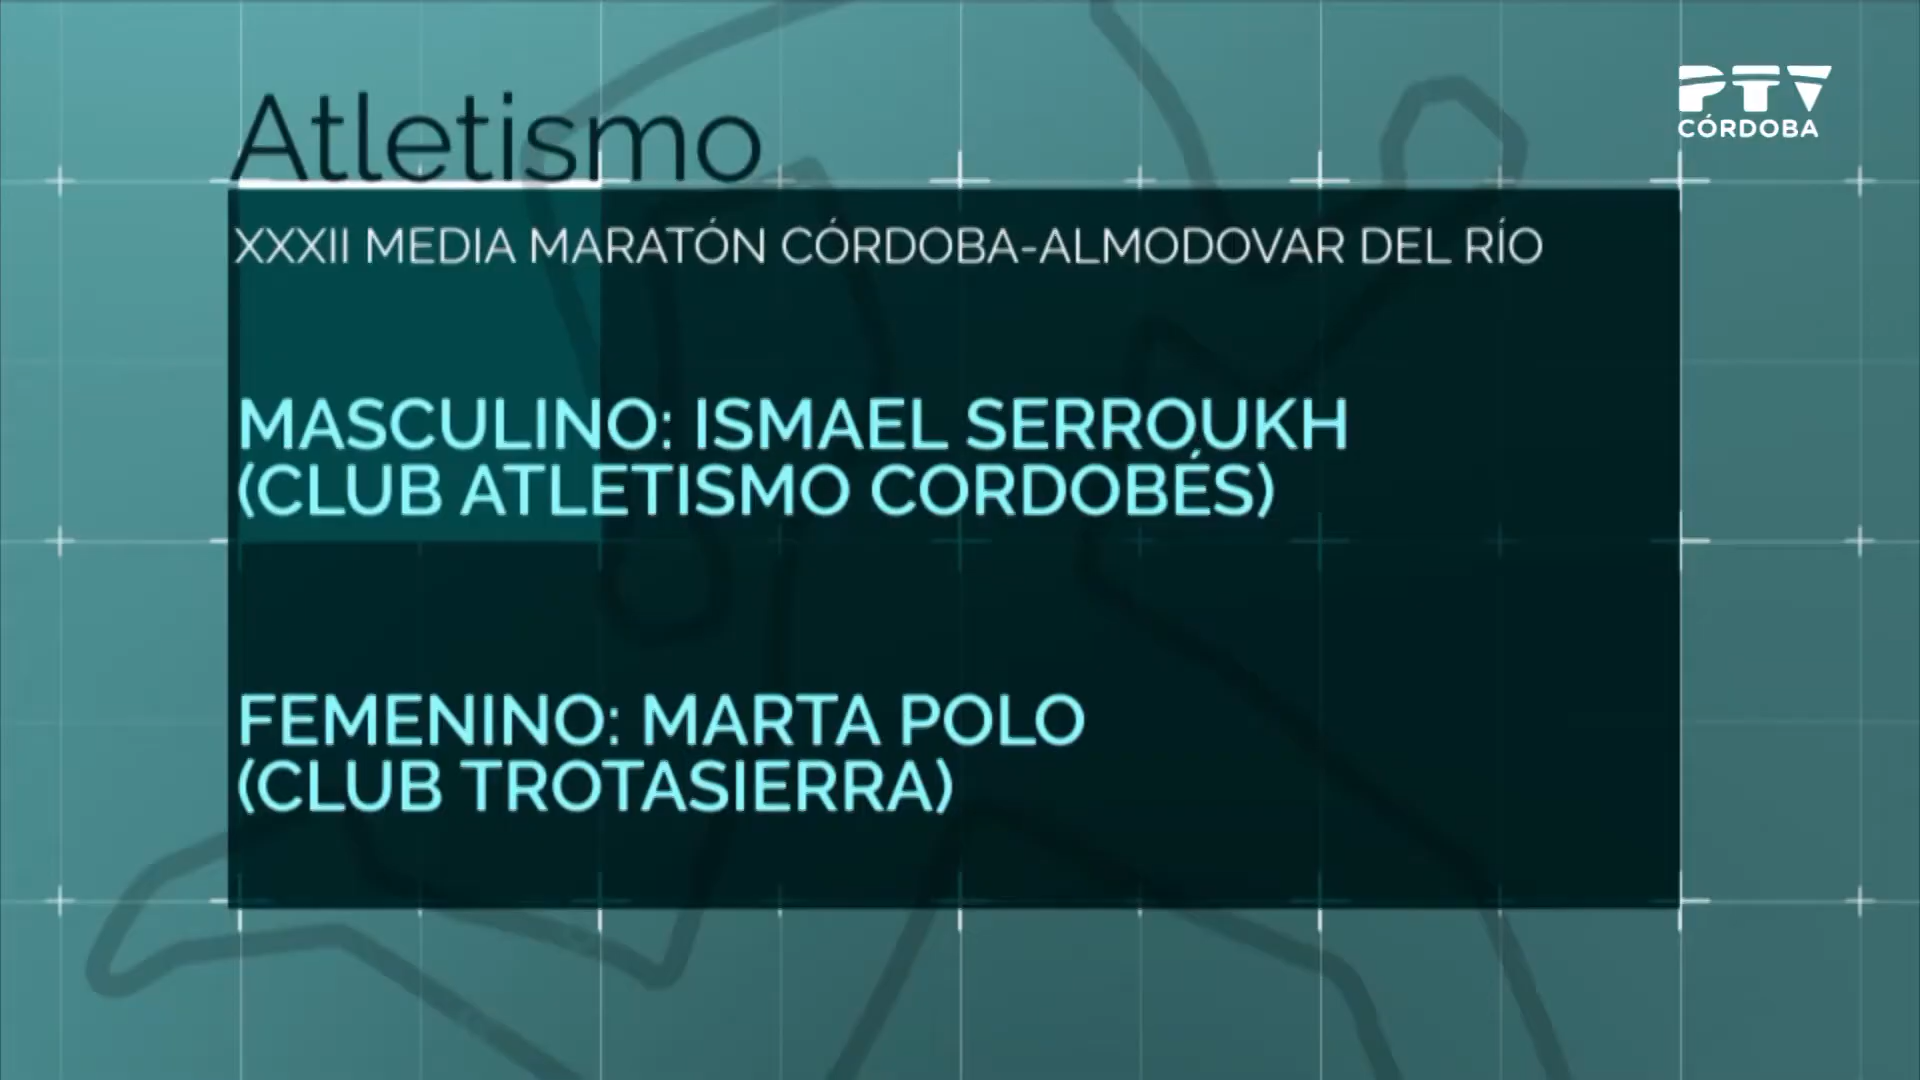 Atletismo
PTV
CÓRDOBA
XXXII MEDIA MARATÓN CÓRDOBA-ALMODOVAR DEL RÍO
MASCULINO: ISMAEL SERROUKH
(CLUB ATLETISMO CORDOBÉS)
FEMENINO: MARTA POLO
(CLUB TROTASIERRA)